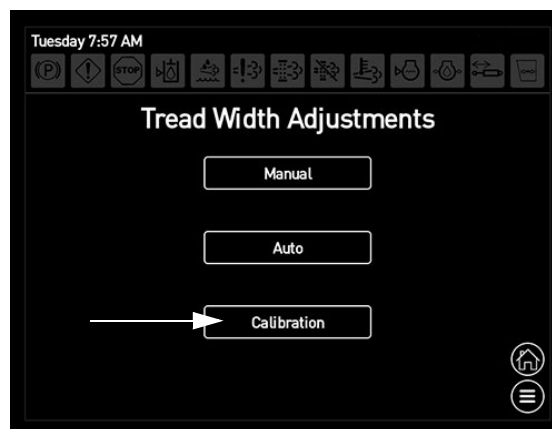 Tuesday 7:57 AM
(P) STOP
Tread Width Adjustments
Manual
Auto
Calibration